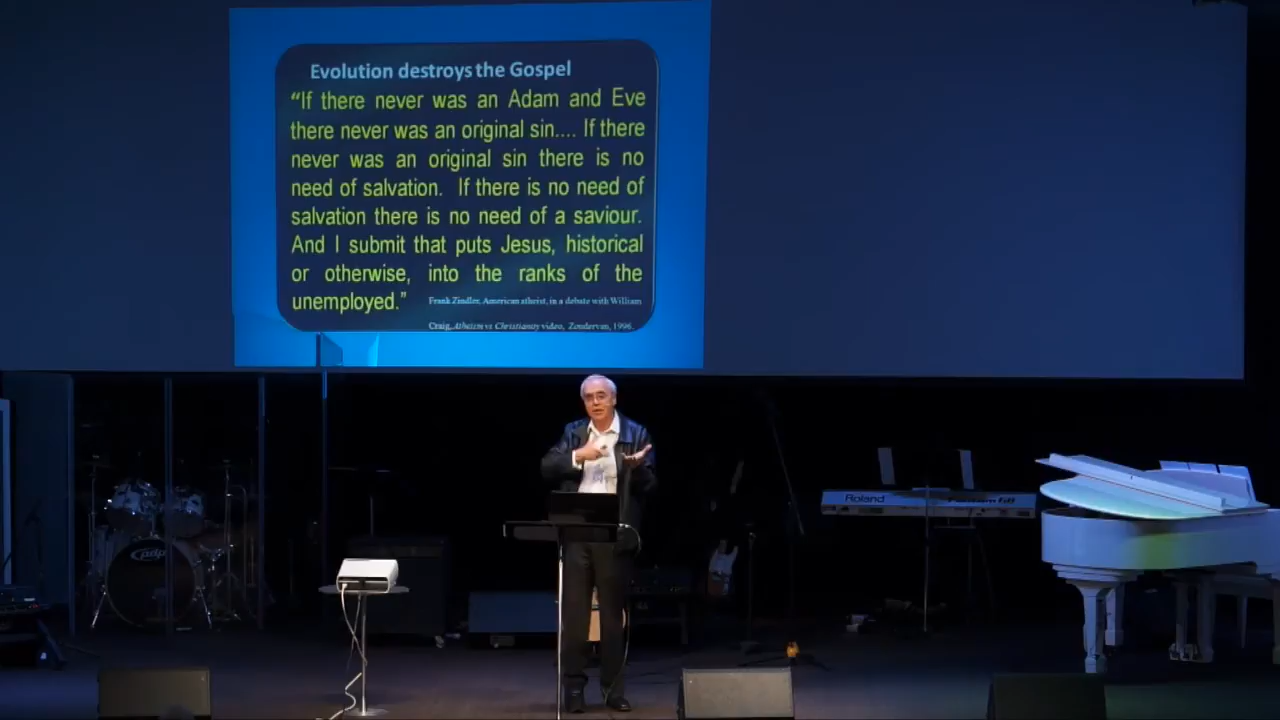 Evolution destroys the Gospel
“If there never was an Adam and Eve
there never was an original sin.... If there
never was an original sin there is no
need of salvation. If there is no need of
salvation there is no need of a saviour.
And I submit that puts Jesus, historical
or otherwise, into the ranks of the
unemployed.” Frank Zindler, American atheist, in a debate with William
Craig, Atheism vs Christianity video, Zondervan, 1996.
Roland
pdp